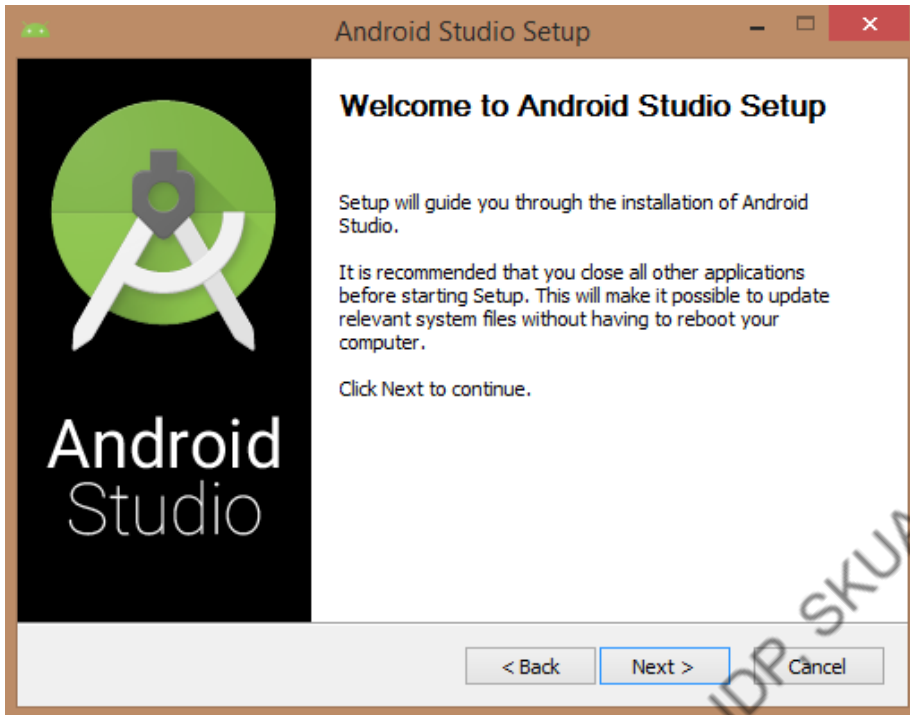 Android Studio Setup
Welcome to Android Studio Setup
Setup will guide you through the installation of Android
Studio.
It is recommended that you close all other applications
before starting Setup. This will make it possible to update
relevant system files without having to reboot your
computer.
Click Next to continue.
Android
Studio
< Back Next > Cancel
IDP, SKUA